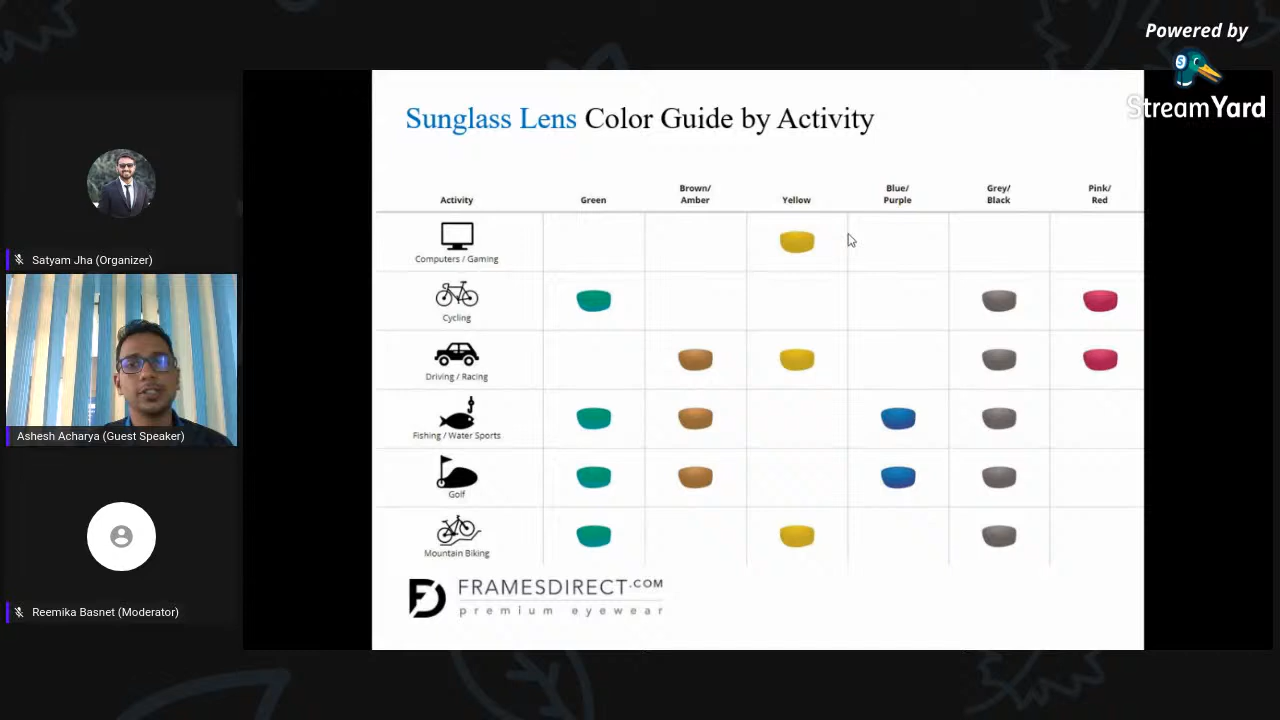 Powered by
StreamYard
Satyam Jha (Organizer)
Ashesh Acharya (Guest Speaker)
Reemika Basnet (Moderator)
Sunglass Lens Color Guide by Activity
Activity Green Brown/ Amber Yellow Blue/ Purple Grey/ Black Pink/ Red
Computers / Gaming
Cycling
Driving / Racing
Fishing / Water Sports
Golf
Mountain Biking
FRAMESDIRECT.COM
premium eyewear